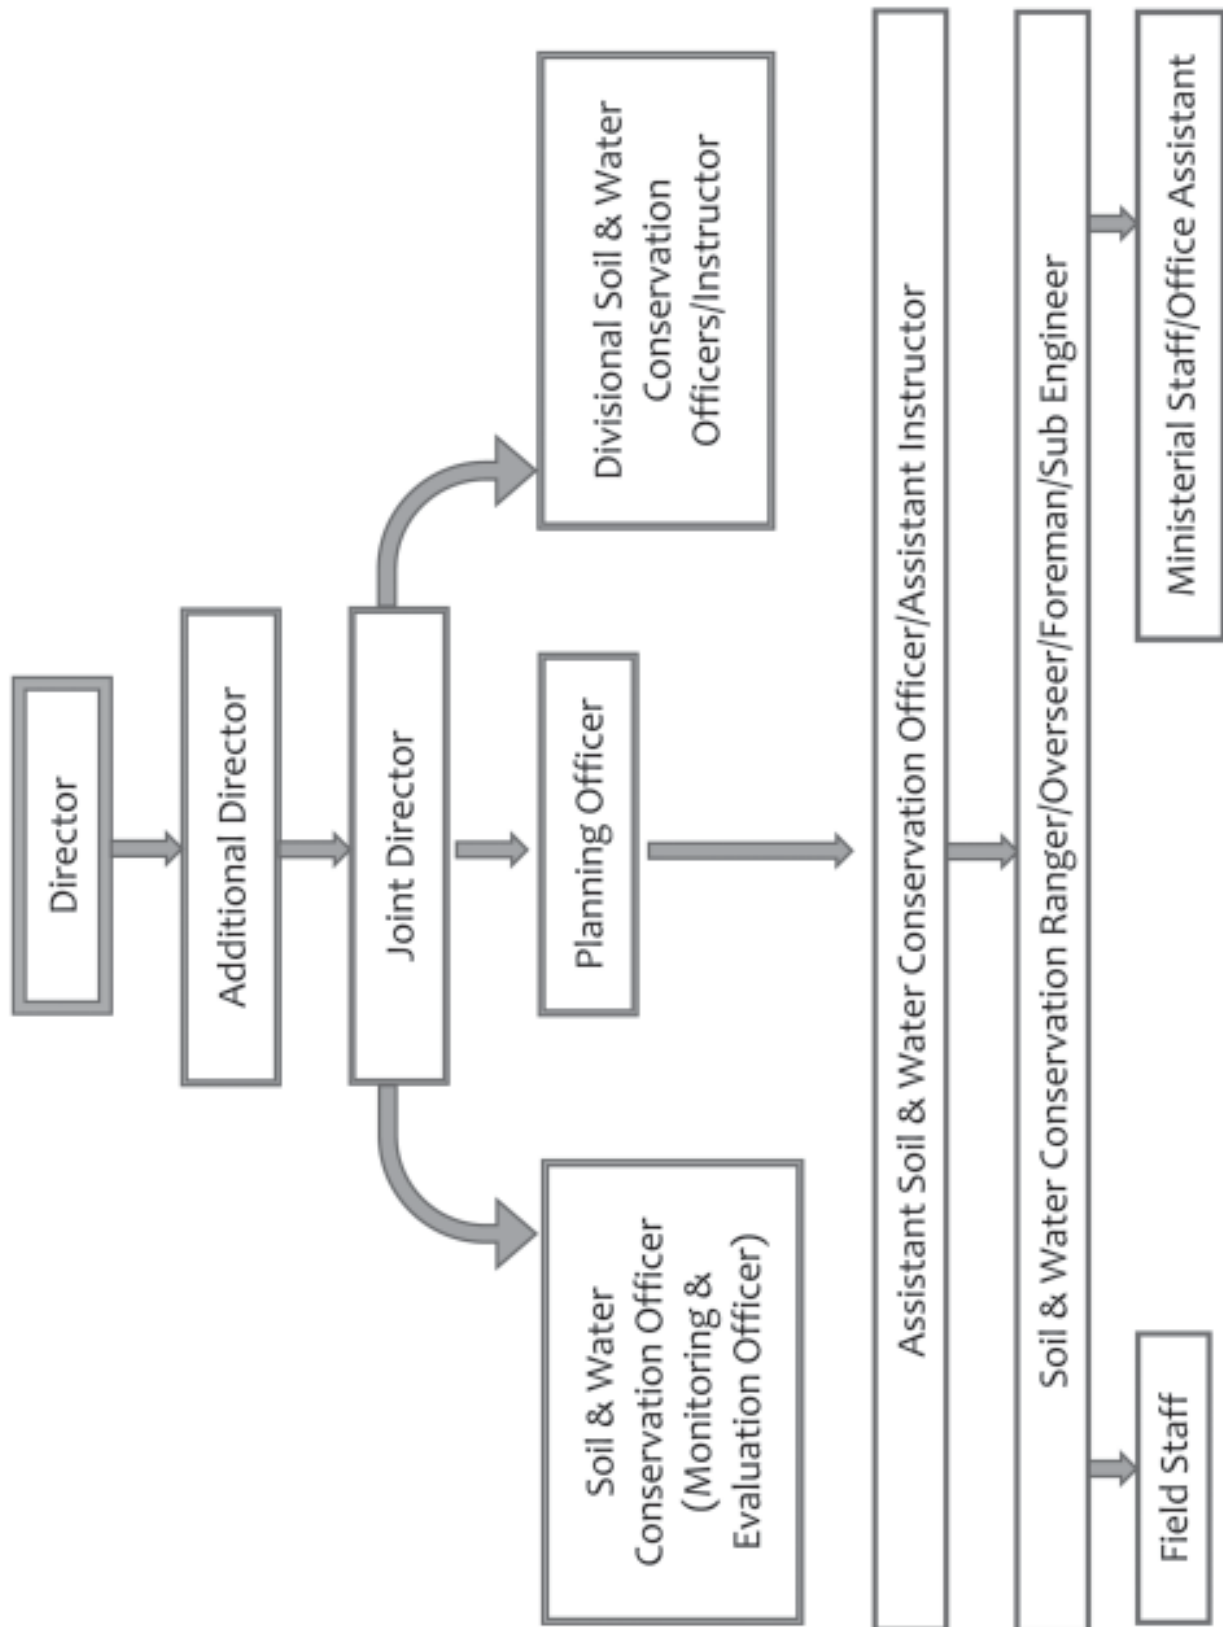 Director
Additional Director
Joint Director
Soil & Water
Conservation Officer
(Monitoring &
Evaluation Officer)
Planning Officer
Divisional Soil & Water
Conservation
Officers/Instructor
Assistant Soil & Water Conservation Officer/Assistant Instructor
Soil & Water Conservation Ranger/Overseer/Foreman/Sub Engineer
Field Staff
Ministerial Staff/Office Assistant